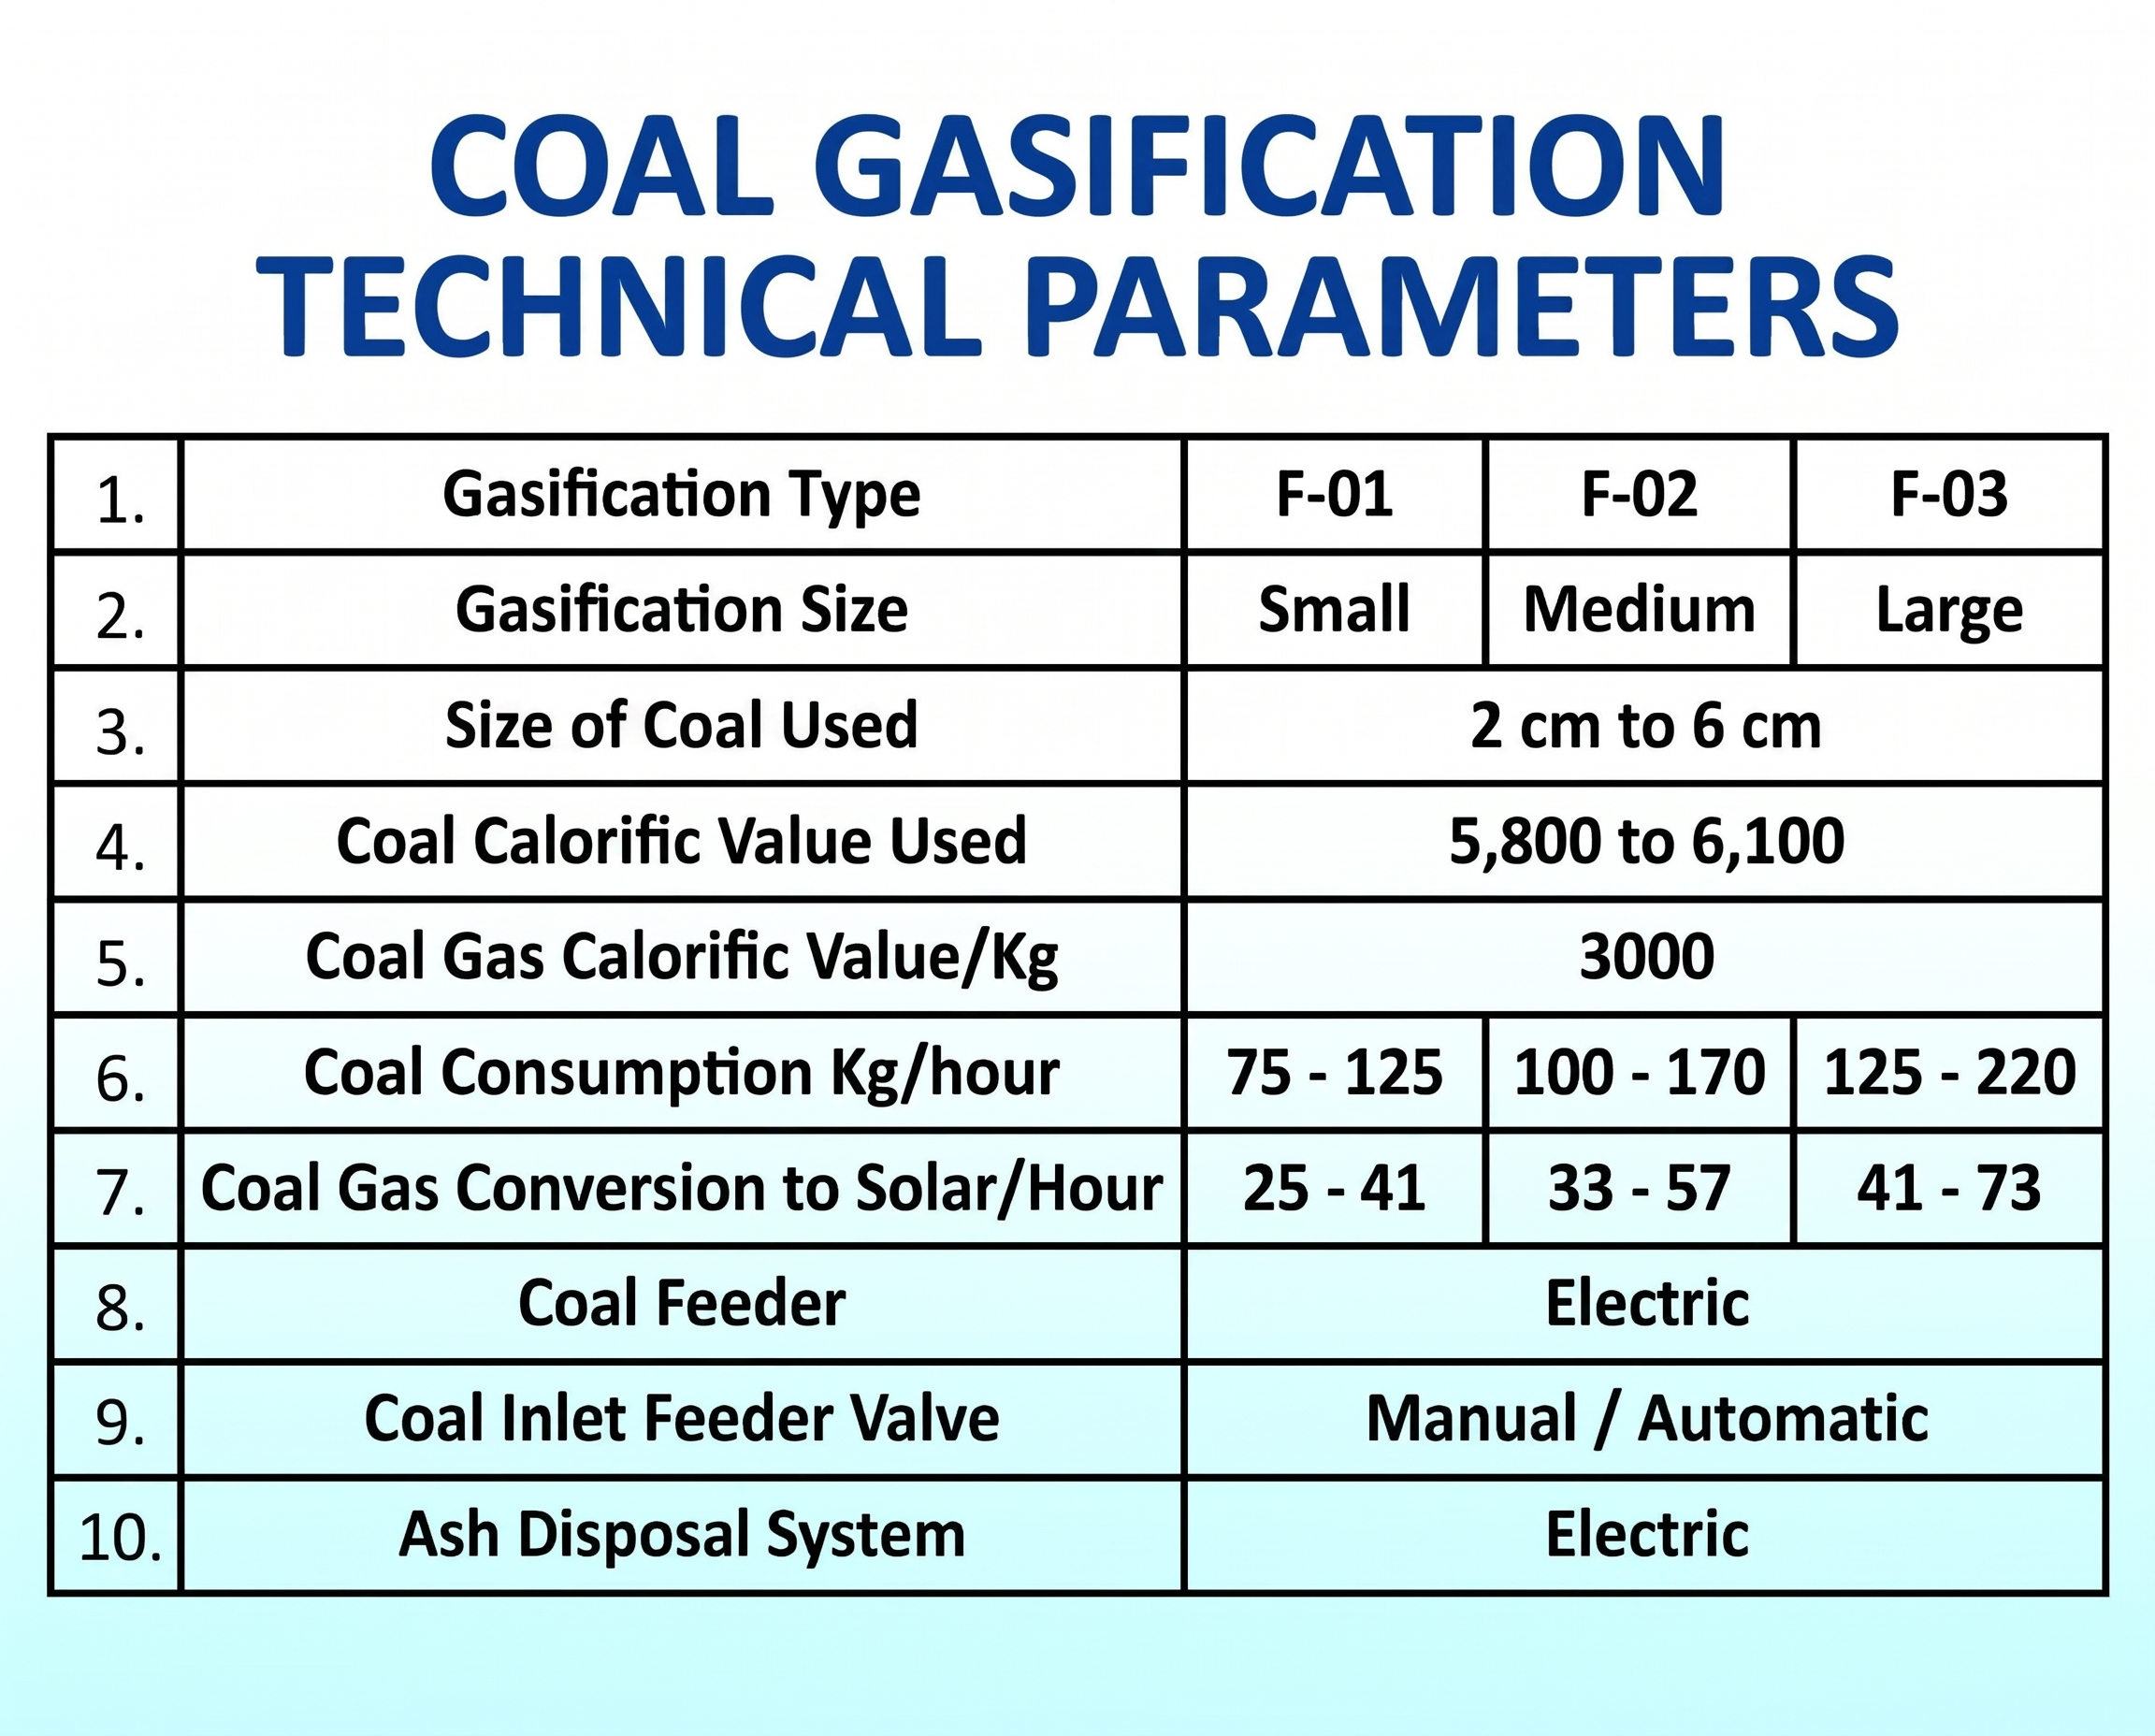 COAL GASIFICATION
TECHNICAL PARAMETERS
1. Gasification Type F-01 F-02 F-03
2. Gasification Size Small Medium Large
3. Size of Coal Used 2 cm to 6 cm
4. Coal Calorific Value Used 5,800 to 6,100
5. Coal Gas Calorific Value/Kg 3000
6. Coal Consumption Kg/hour 75 - 125 100 - 170 125 - 220
7. Coal Gas Conversion to Solar/Hour 25 - 41 33 - 57 41 - 73
8. Coal Feeder Electric
9. Coal Inlet Feeder Valve Manual / Automatic
10. Ash Disposal System Electric